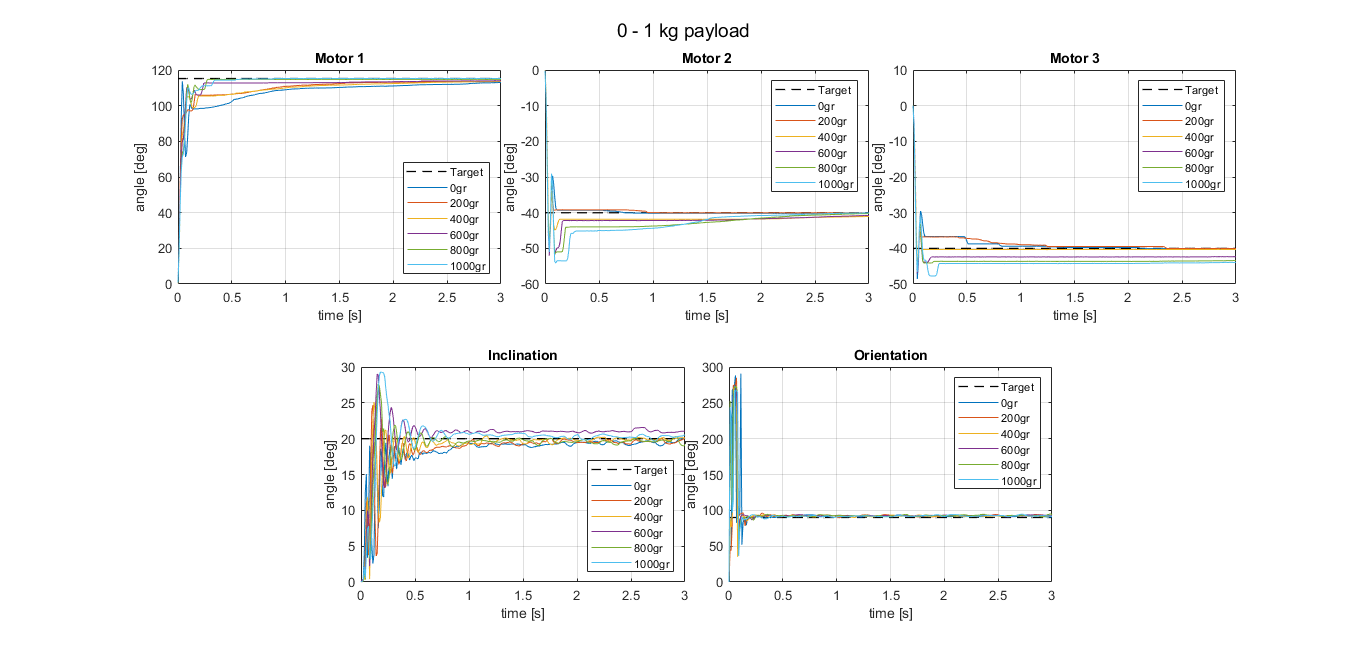 0 - 1 kg payload
Motor 1
120
100
80
60
40
20
0
angle [deg]
0
0.5
1
1.5
2
2.5
3
time [s]
Target
0gr
200gr
400gr
600gr
800gr
1000gr
Motor 2
0
-10
-20
-30
-40
-50
-60
angle [deg]
0
0.5
1
1.5
2
2.5
3
time [s]
Target
0gr
200gr
400gr
600gr
800gr
1000gr
Motor 3
10
0
-10
-20
-30
-40
-50
angle [deg]
0
0.5
1
1.5
2
2.5
3
time [s]
Target
0gr
200gr
400gr
600gr
800gr
1000gr
Inclination
30
25
20
15
10
5
0
angle [deg]
0
0.5
1
1.5
2
2.5
3
time [s]
Target
0gr
200gr
400gr
600gr
800gr
1000gr
Orientation
300
250
200
150
100
50
0
angle [deg]
0
0.5
1
1.5
2
2.5
3
time [s]
Target
0gr
200gr
400gr
600gr
800gr
1000gr